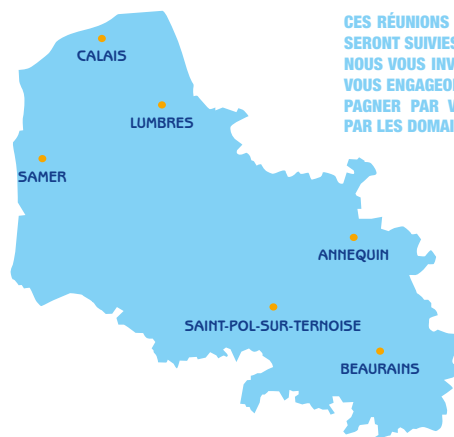 CES RÉUNIONS
SERONT SUIVIES
NOUS VOUS
VOUS
PAGNER PAR
PAR LES
CALAIS
LUMBRES
SAMER
ANNEQUIN
SAINT-POL-SUR-TERNOISE
BEAURAINS